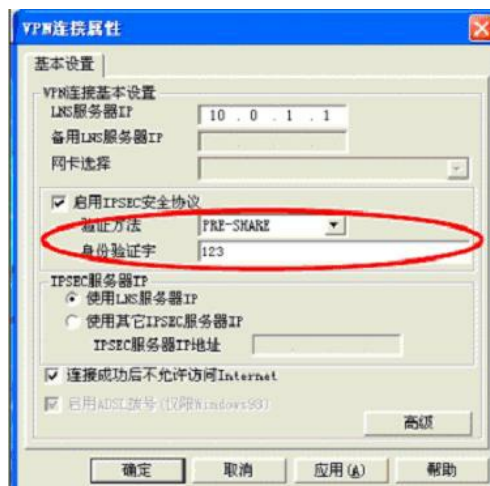 VPN连接属性
基本设置
VPN连接基本设置
LNS服务器IP 10 . 0 . 1 . 1
备用LNS服务器IP
网卡选择
启用IPSEC安全协议
验证方法 PRE-SHARE
身份验证字 123
IPSEC服务器IP
使用LNS服务器IP
使用其它IPSEC服务器IP
IPSEC服务器IP地址
连接成功后不允许访问Internet
启用ADSL拨号(仅限Windows98)
高级
确定 取消 应用(A) 帮助